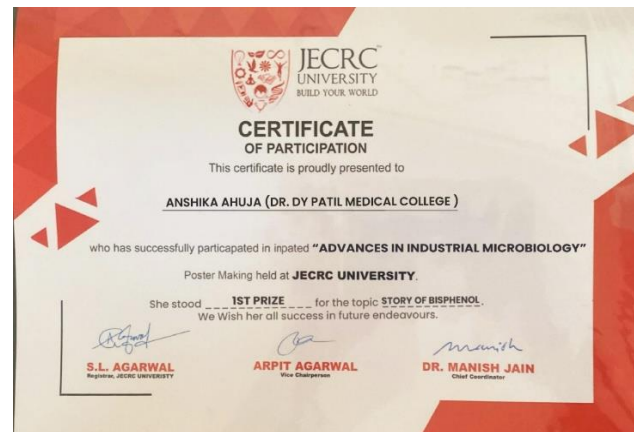 JECRC
UNIVERSITY
BUILD YOUR WORLD
CERTIFICATE
OF PARTICIPATION
This certificate is proudly presented to
ANSHIKA AHUJA (DR. DY PATIL MEDICAL COLLEGE )
who has successfully particapated in inpated "ADVANCES IN INDUSTRIAL MICROBIOLOGY"
Poster Making held at JECRC UNIVERSITY.
She stood ____1ST PRIZE____ for the topic STORY OF BISPHENOL.
We Wish her all success in future endeavours.
S.L. AGARWAL ARPIT AGARWAL DR. MANISH JAIN
Registrar, JECRC UNIVERISTY Vice Chairperson Chief Coordinator